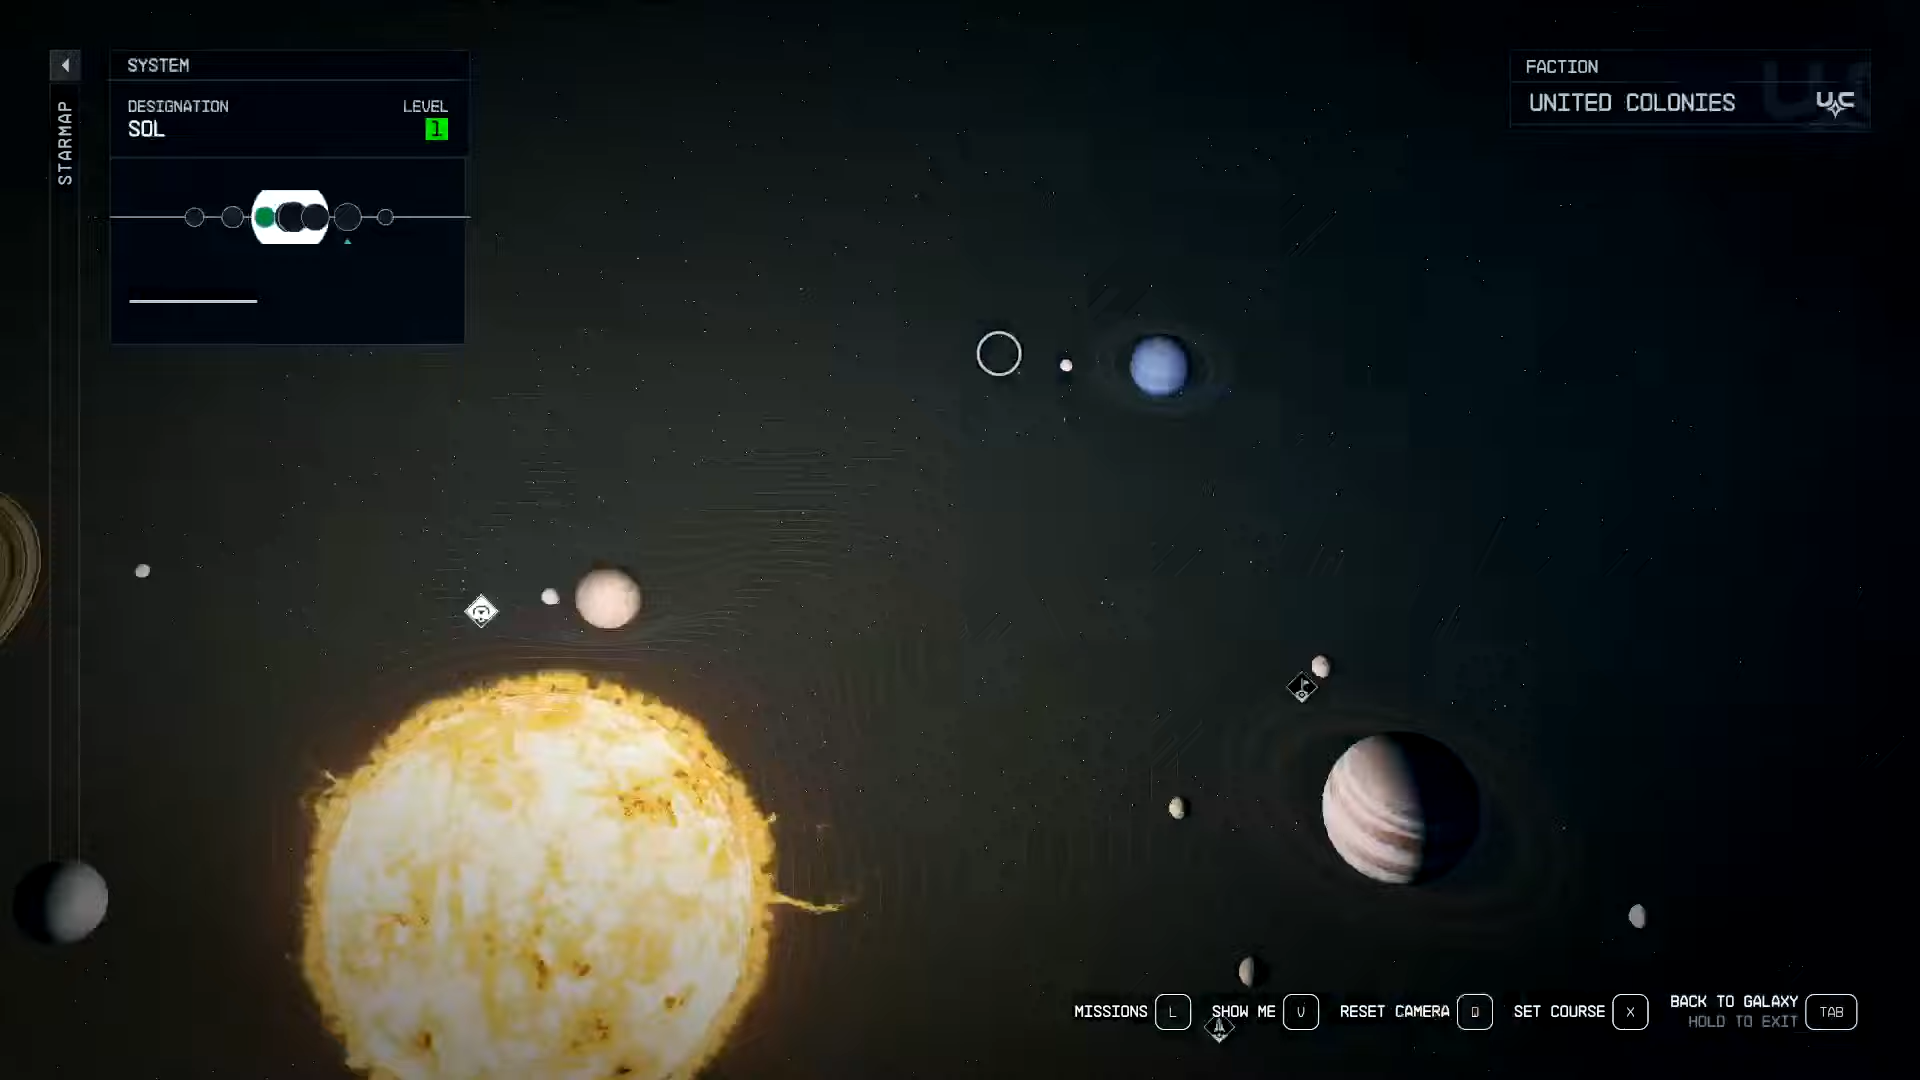 SYSTEM
DESIGNATION
LEVEL
SOL
1
STARMAP
FACTION
UNITED COLONIES
UC
MISSIONS L
SHOW ME V
RESET CAMERA Q
SET COURSE X
BACK TO GALAXY
HOLD TO EXIT
TAB